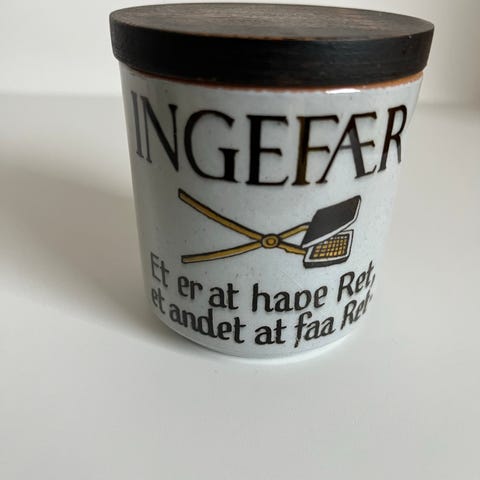 INGEFÆR
Et er at have Ret,
et andet at faa Ret.